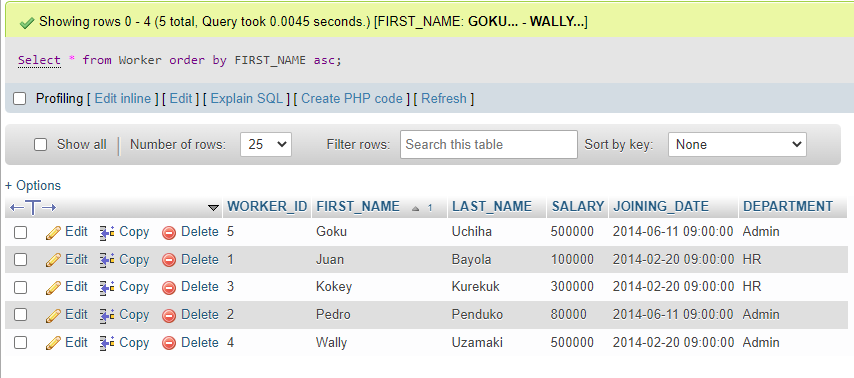 Showing rows 0 - 4 (5 total, Query took 0.0045 seconds.) [FIRST_NAME: GOKU... - WALLY...]
Select * from Worker order by FIRST_NAME asc;
Profiling [ Edit inline ] [ Edit ] [ Explain SQL ] [ Create PHP code ] [ Refresh ]
Show all Number of rows: 25 Filter rows: Search this table Sort by key: None
+ Options
←T→ WORKER_ID FIRST_NAME 1 LAST_NAME SALARY JOINING_DATE DEPARTMENT
Edit Copy Delete 5 Goku Uchiha 500000 2014-06-11 09:00:00 Admin
Edit Copy Delete 1 Juan Bayola 100000 2014-02-20 09:00:00 HR
Edit Copy Delete 3 Kokey Kurekuk 300000 2014-02-20 09:00:00 HR
Edit Copy Delete 2 Pedro Penduko 80000 2014-06-11 09:00:00 Admin
Edit Copy Delete 4 Wally Uzamaki 500000 2014-02-20 09:00:00 Admin